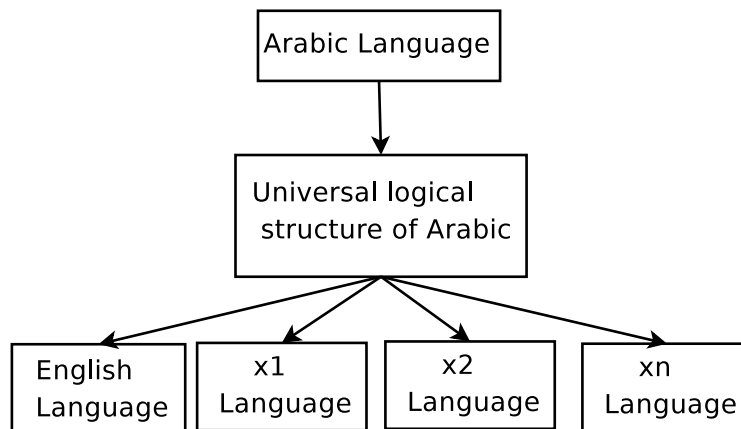 Arabic Language
Universal logical
structure of Arabic
English
Language
x1
Language
x2
Language
xn
Language